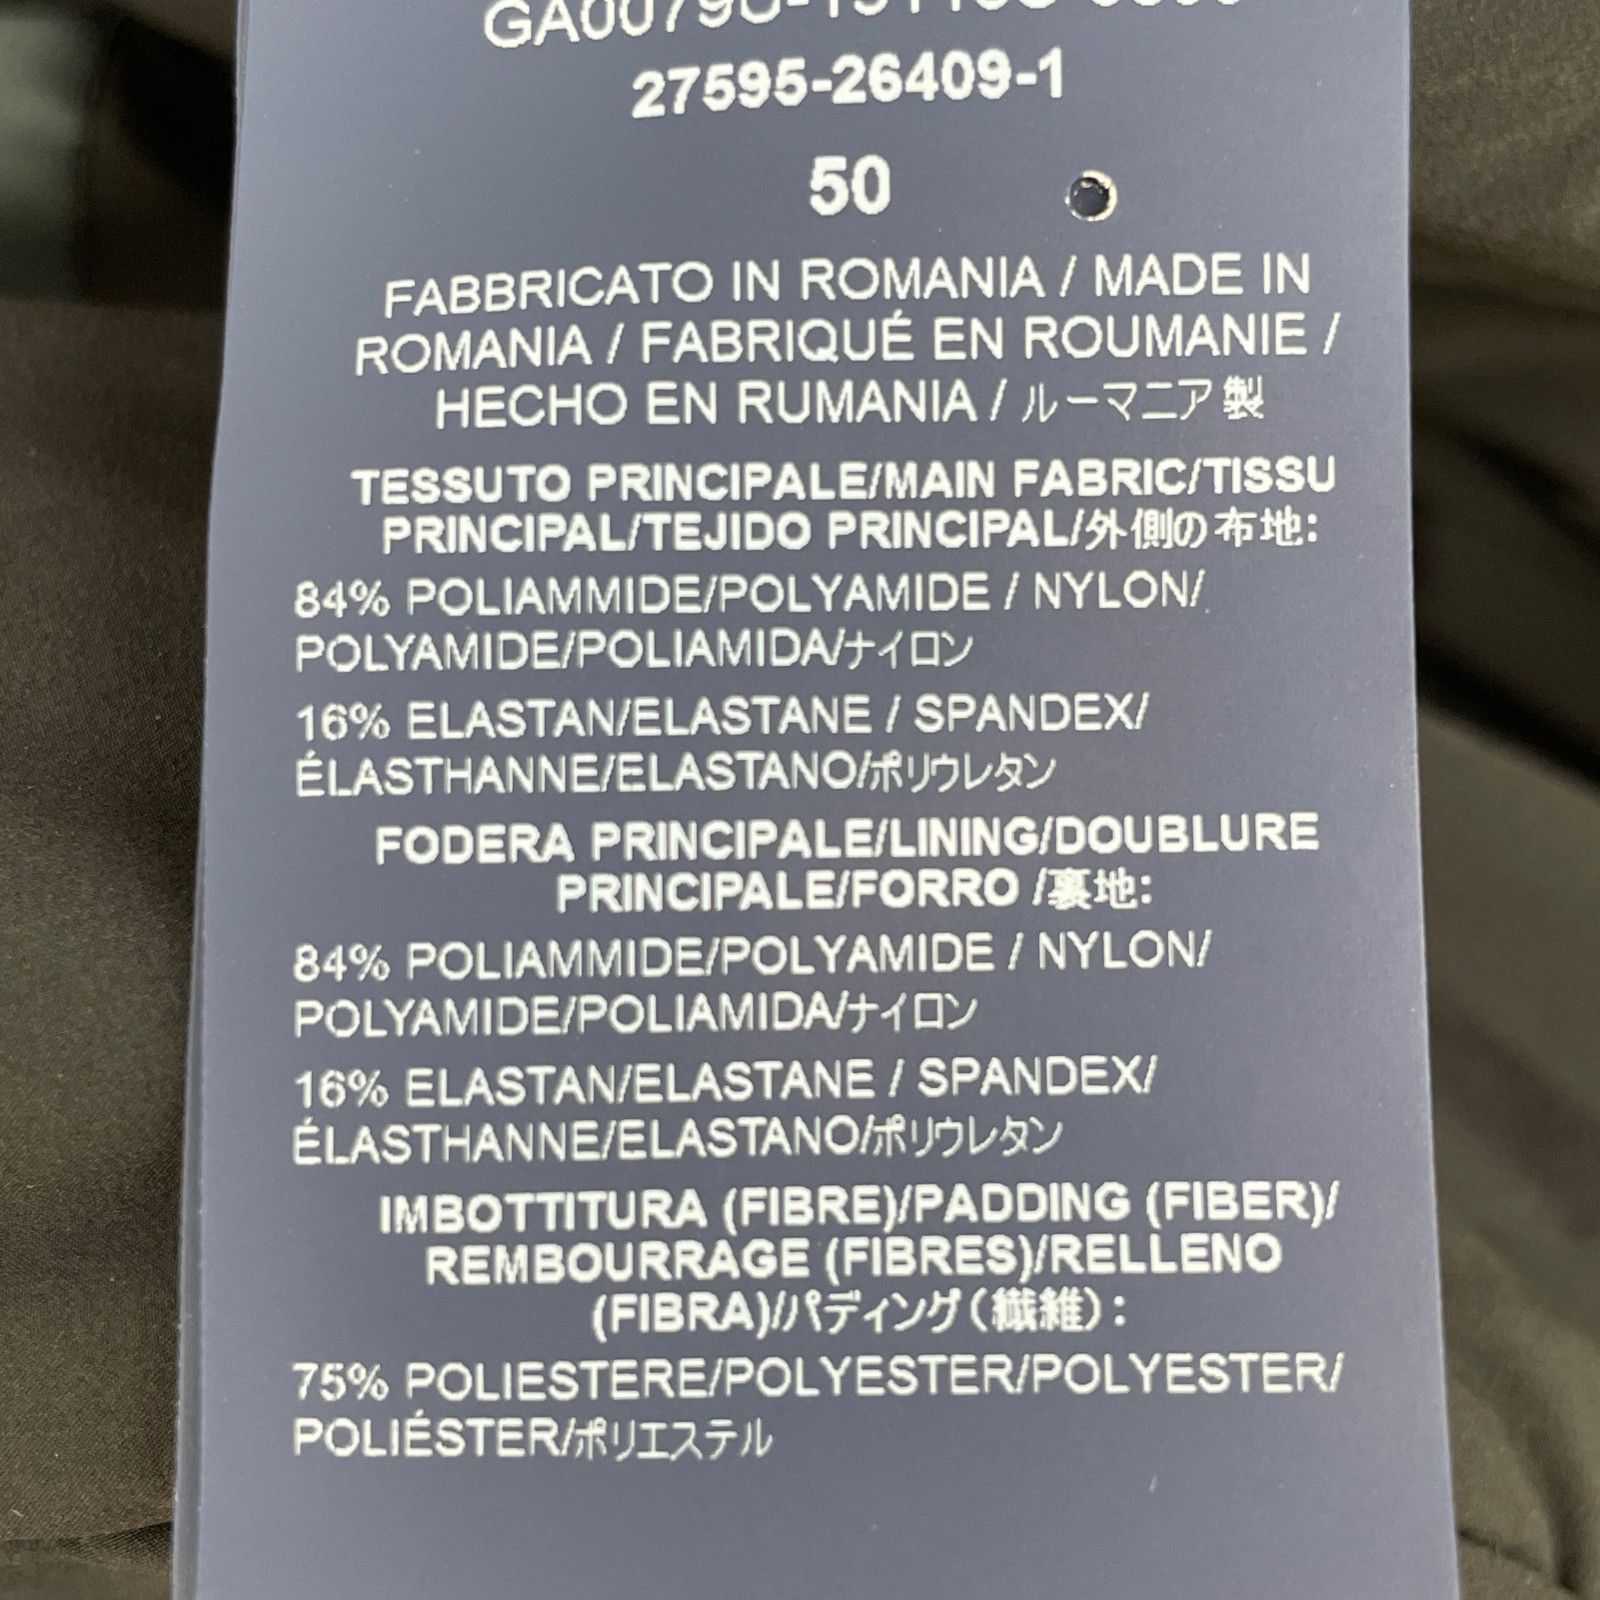 27595-26409-1
50
FABBRICATO IN ROMANIA / MADE IN
ROMANIA / FABRIQUÉ EN ROUMANIE /
HECHO EN RUMANIA / ルーマニア製
TESSUTO PRINCIPALE/MAIN FABRIC/TISSU
PRINCIPAL/TEJIDO PRINCIPAL/外側の布地:
84% POLIAMMIDE/POLYAMIDE / NYLON/
POLYAMIDE/POLIAMIDA/ナイロン
16% ELASTAN/ELASTANE / SPANDEX/
ÉLASTHANNE/ELASTANO/ポリウレタン
FODERA PRINCIPALE/LINING/DOUBLURE
PRINCIPALE/FORRO /裏地:
84% POLIAMMIDE/POLYAMIDE / NYLON/
POLYAMIDE/POLIAMIDA/ナイロン
16% ELASTAN/ELASTANE / SPANDEX/
ÉLASTHANNE/ELASTANO/ポリウレタン
IMBOTTITURA (FIBRE)/PADDING (FIBER)/
REMBOURRAGE (FIBRES)/RELLENO
(FIBRA)/パディング(繊維):
75% POLIESTERE/POLYESTER/POLYESTER/
POLIÉSTER/ポリエステル